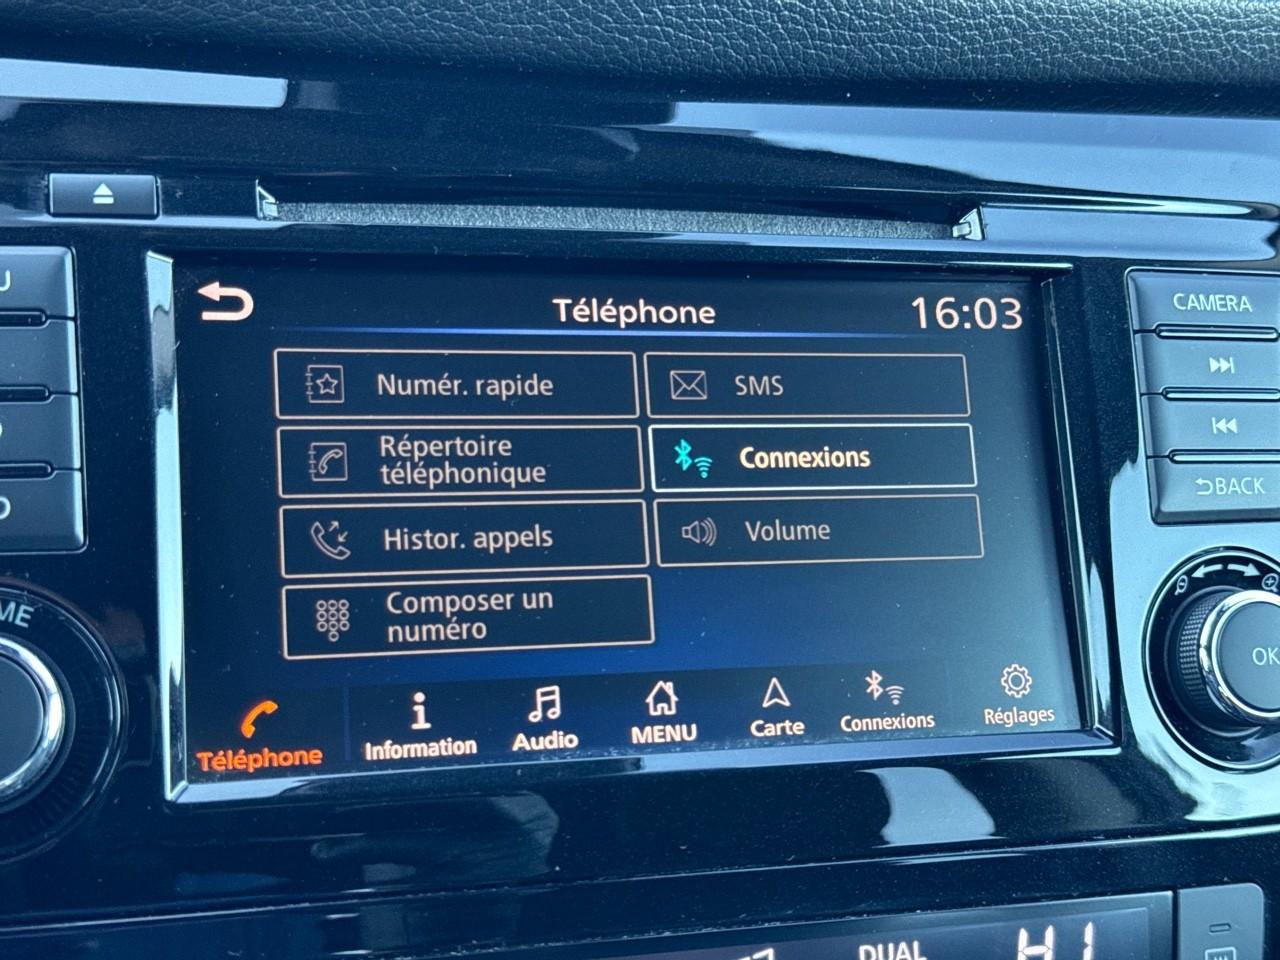 Téléphone
16:03
Numér. rapide
SMS
Répertoire
téléphonique
Connexions
Histor. appels
Volume
Composer un
numéro
Téléphone
Information
Audio
MENU
Carte
Connexions
Réglages
CAMERA
BACK
OK
DUAL
HI